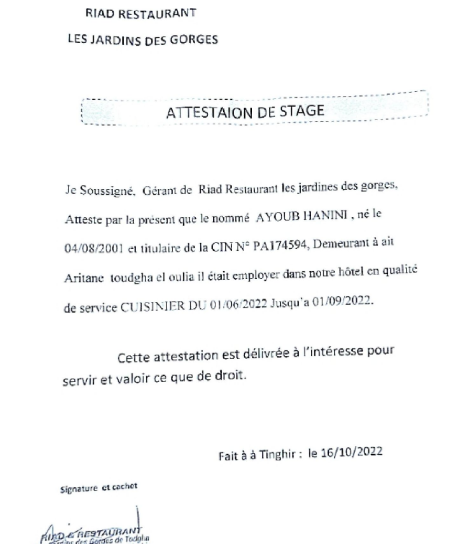 RIAD RESTAURANT
LES JARDINS DES GORGES
ATTESTAION DE STAGE
Je Soussigné, Gérant de Riad Restaurant les jardines des gorges,
Atteste par la présent que le nommé AYOUB HANINI , né le
04/08/2001 et titulaire de la CIN N° PA174594, Demeurant à ait
Aritane toudgha el oulia il était employer dans notre hôtel en qualité
de service CUISINIER DU 01/06/2022 Jusqu'a 01/09/2022.
Cette attestation est délivrée à l'intéresse pour
servir et valoir ce que de droit.
Fait à à Tinghir : le 16/10/2022
Signature et cachet
RIAD & RESTAURANT
des Gorges de Todgha